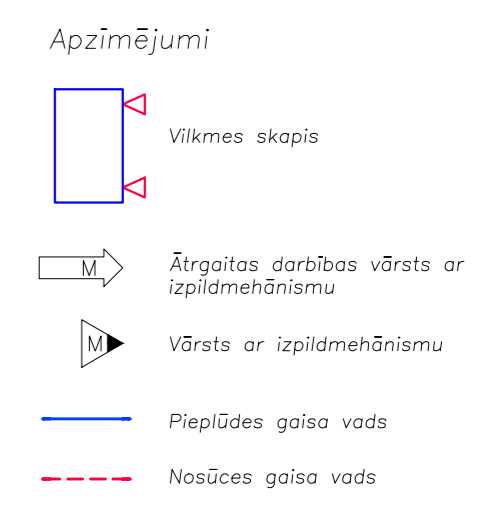 Apzīmējumi
Vilkmes skapis
M
Ātrgaitas darbības vārsts ar
izpildmehānismu
M
Vārsts ar izpildmehānismu
Pieplūdes gaisa vads
Nosūces gaisa vads